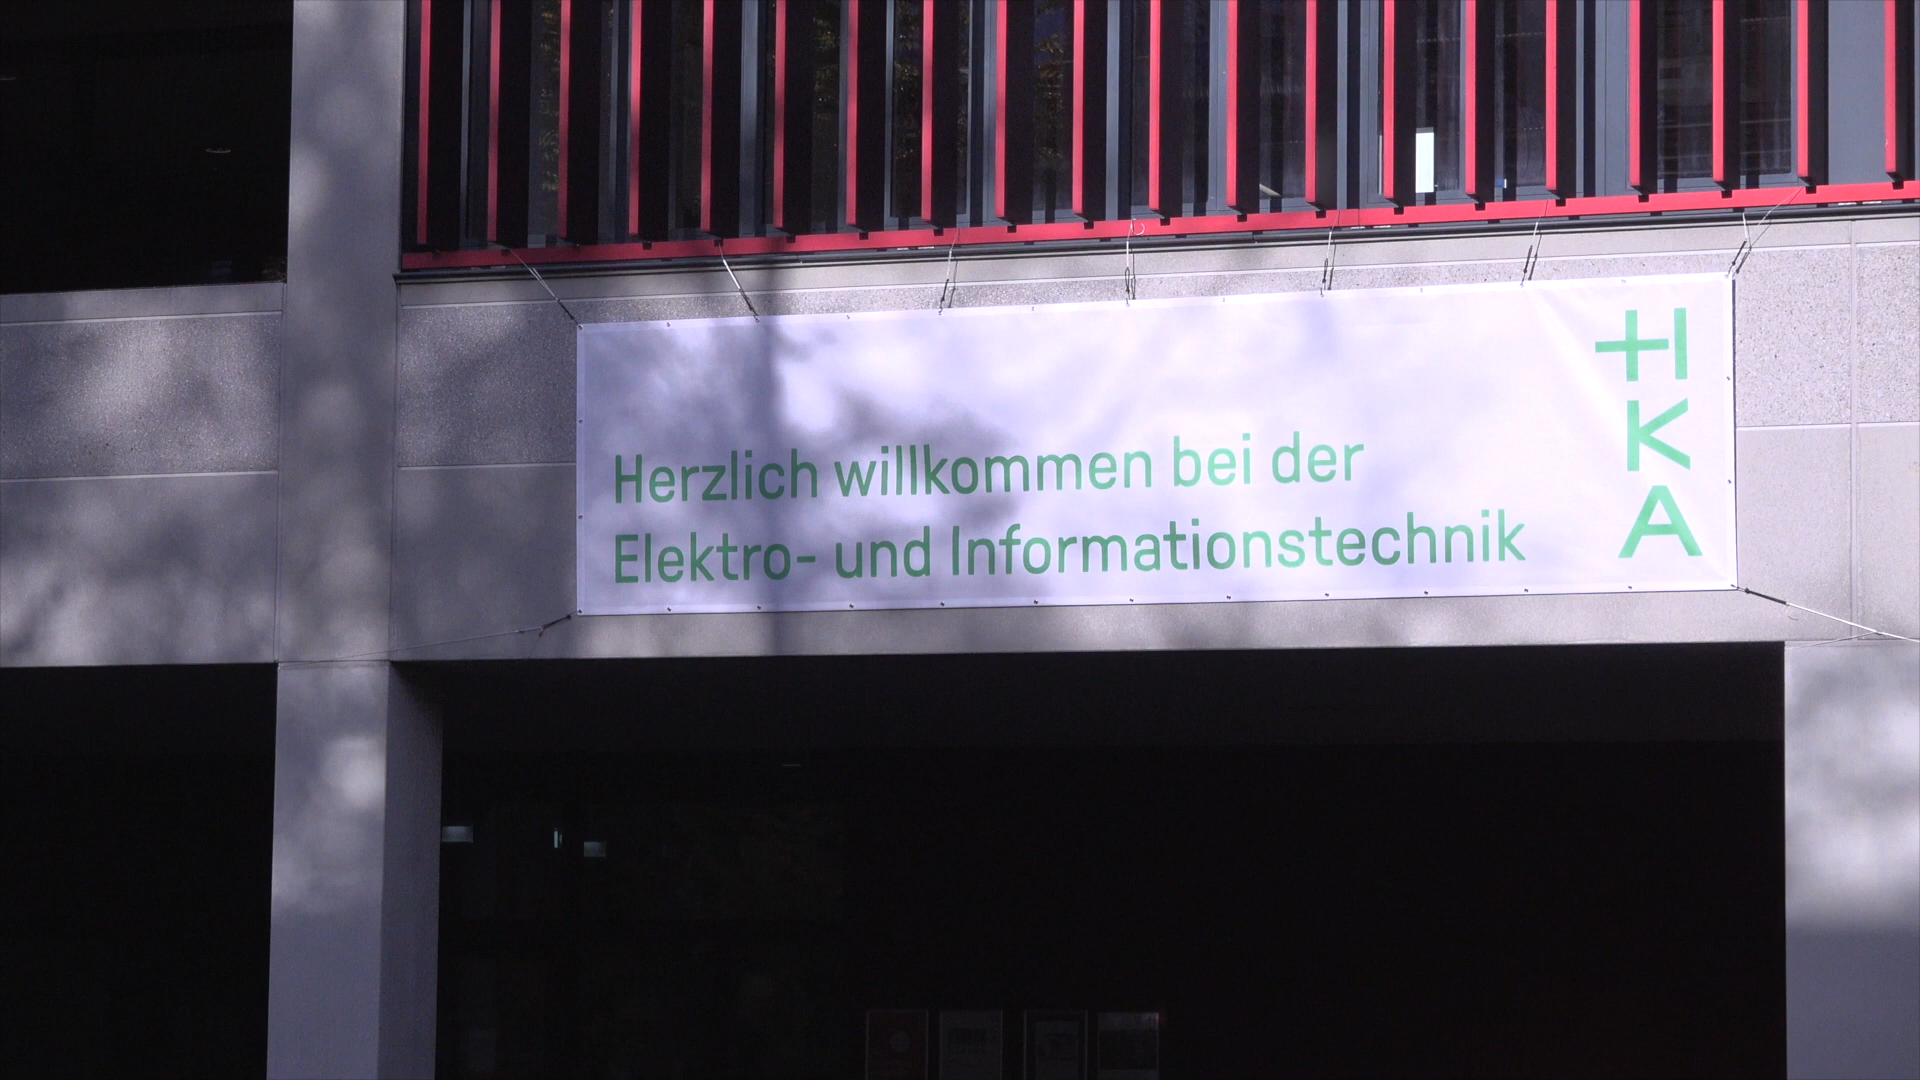 Herzlich willkommen bei der
Elektro- und Informationstechnik
HKA